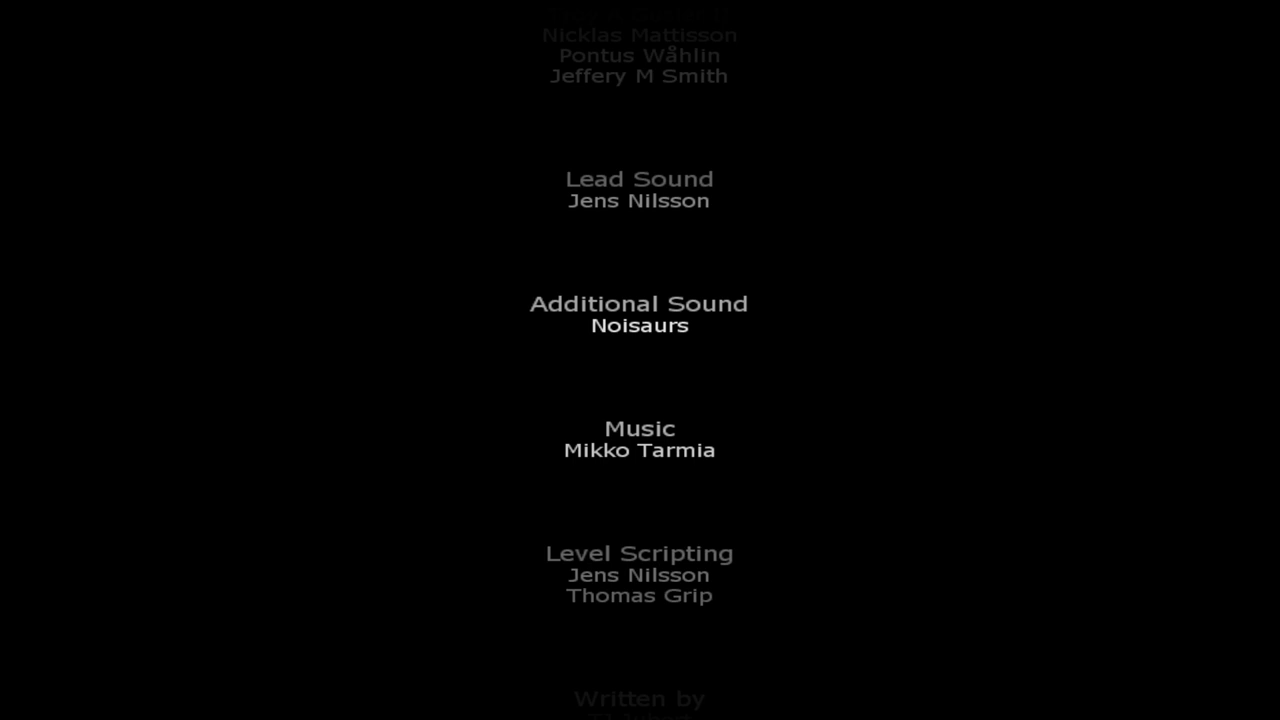 Nicklas Mattisson
Pontus Wåhlin
Jeffery M Smith
Lead Sound
Jens Nilsson
Additional Sound
Noisaurs
Music
Mikko Tarmia
Level Scripting
Jens Nilsson
Thomas Grip
Written by